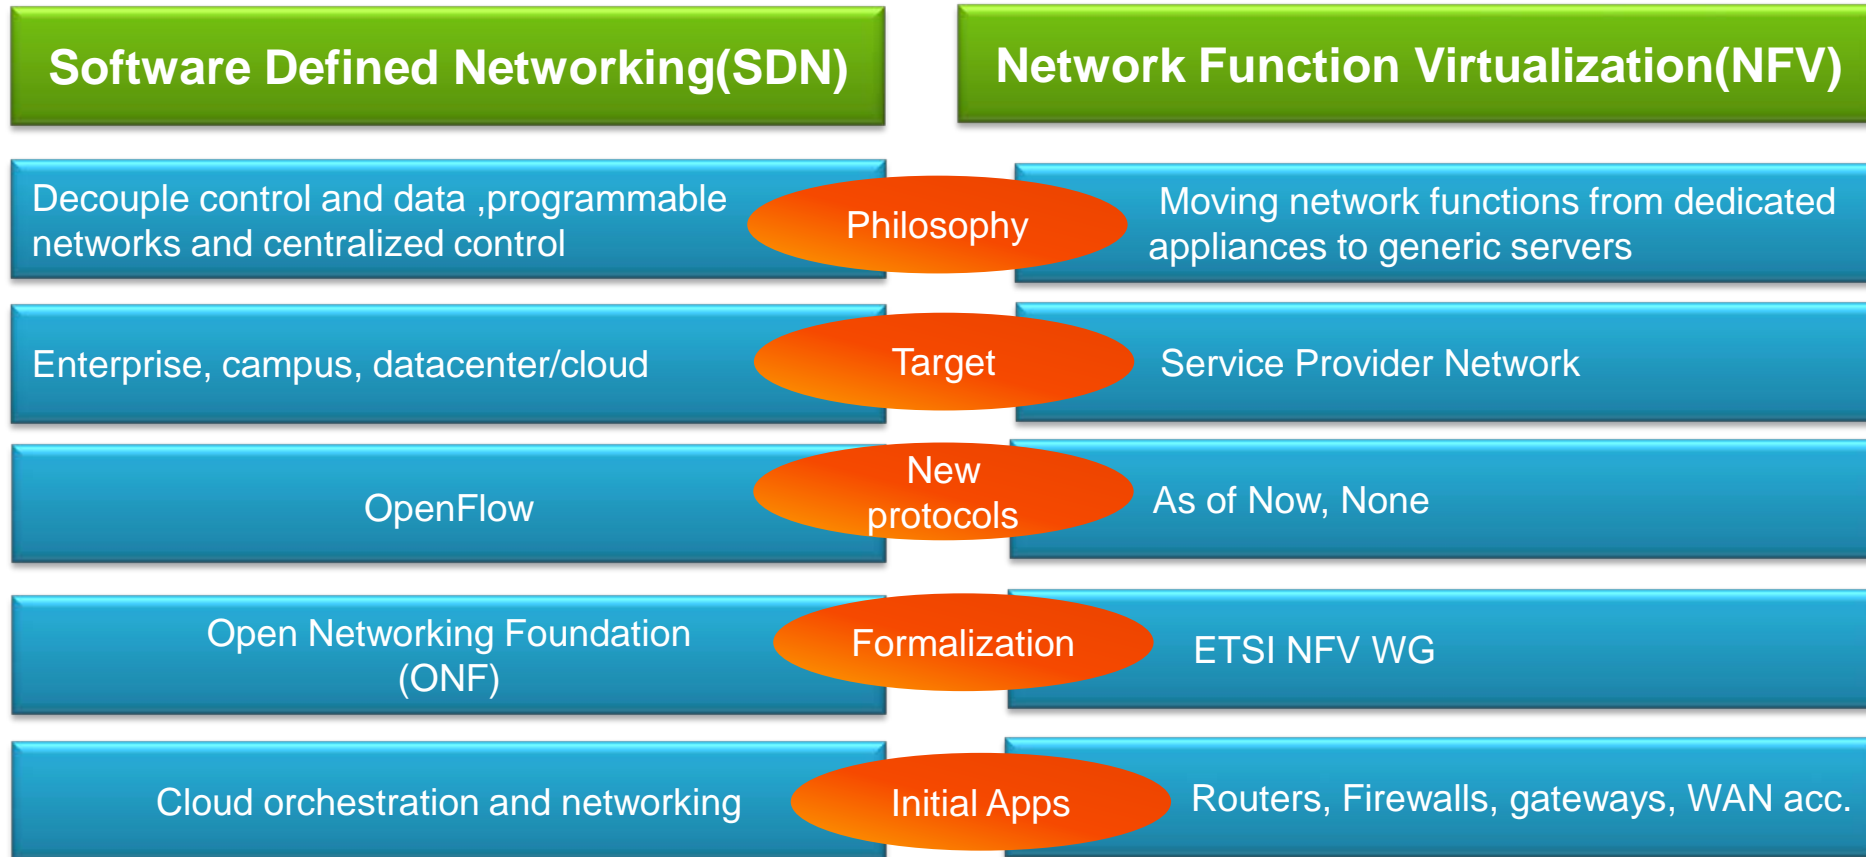 Software Defined Networking(SDN)
Network Function Virtualization(NFV)
Decouple control and data ,programmable
networks and centralized control
Philosophy
Moving network functions from dedicated
appliances to generic servers
Enterprise, campus, datacenter/cloud
Target
Service Provider Network
OpenFlow
New
protocols
As of Now, None
Open Networking Foundation
(ONF)
Formalization
ETSI NFV WG
Cloud orchestration and networking
Initial Apps
Routers, Firewalls, gateways, WAN acc.